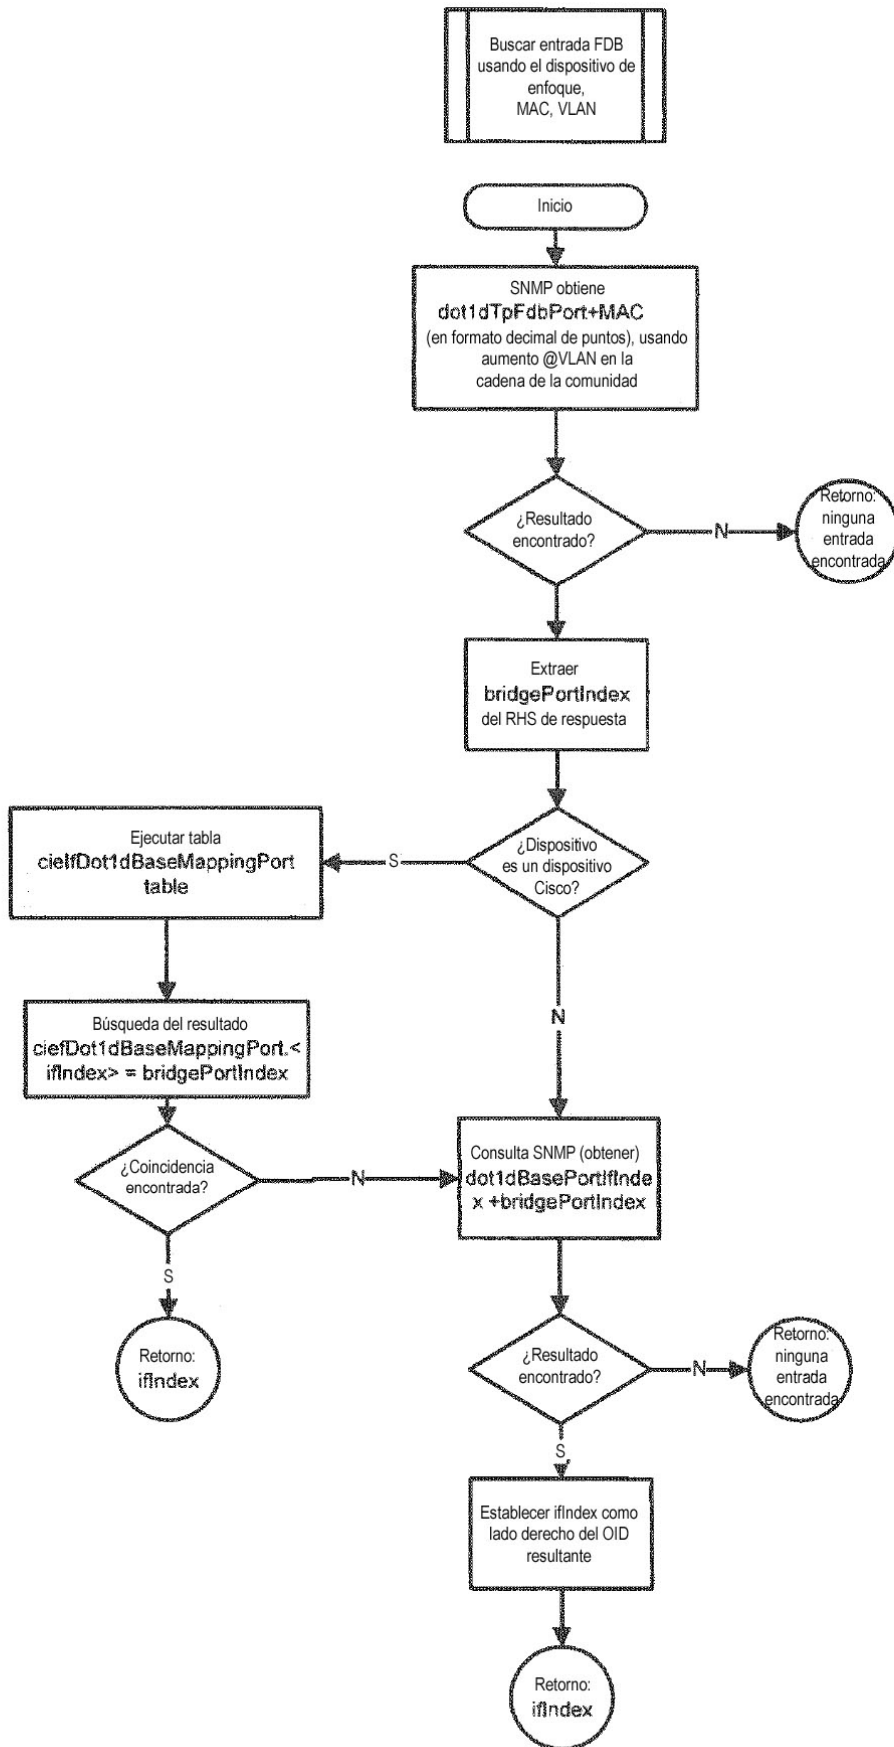 Buscar entrada FDB
usando el dispositivo de
enfoque,
MAC, VLAN
Inicio
SNMP obtiene
dot1dTpFdbPort+MAC
(en formato decimal de puntos), usando
aumento @VLAN en la
cadena de la comunidad
¿Resultado
encontrado?
N
Retorno:
ninguna
entrada
encontrada
Extraer
bridgePortIndex
del RHS de respuesta
¿Dispositivo
es un dispositivo
Cisco?
S
Ejecutar tabla
cieIfDot1dBaseMappingPort
table
N
Búsqueda del resultado
ciefDot1dBaseMappingPort.<
ifIndex> = bridgePortIndex
¿Coincidencia
encontrada?
N
Consulta SNMP (obtener)
dot1dBasePortIfInde
x +bridgePortIndex
S
Retorno:
ifIndex
¿Resultado
encontrado?
N
Retorno:
ninguna
entrada
encontrada
S
Establecer ifIndex como
lado derecho del OID
resultante
Retorno:
ifIndex